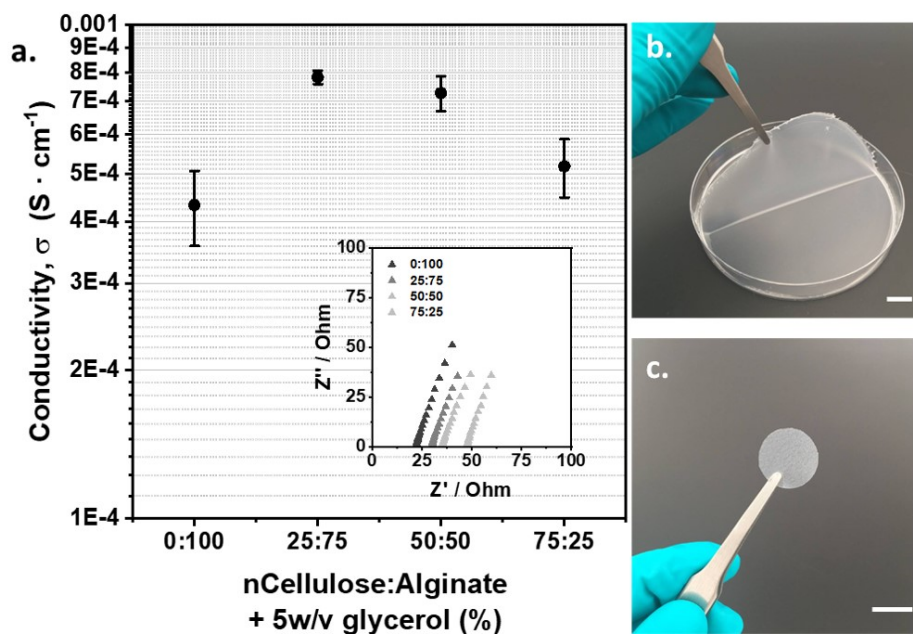 a.
Conductivity, σ (S · cm⁻¹)
0.001
9E-4
8E-4
7E-4
6E-4
5E-4
4E-4
3E-4
2E-4
1E-4
0:100 25:75 50:50 75:25
nCellulose:Alginate
+ 5w/v glycerol (%)
Z'' / Ohm
100
75
50
25
0
0:100
25:75
50:50
75:25
0 25 50 75 100
Z' / Ohm
b.
c.